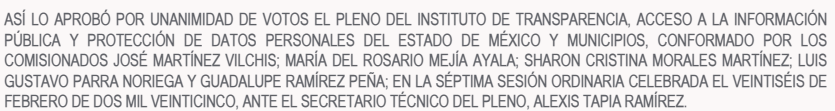 ASÍ LO APROBÓ POR UNANIMIDAD DE VOTOS EL PLENO DEL INSTITUTO DE TRANSPARENCIA, ACCESO A LA INFORMACIÓN
PÚBLICA Y PROTECCIÓN DE DATOS PERSONALES DEL ESTADO DE MÉXICO Y MUNICIPIOS, CONFORMADO POR LOS
COMISIONADOS JOSÉ MARTÍNEZ VILCHIS; MARÍA DEL ROSARIO MEJÍA AYALA; SHARON CRISTINA MORALES MARTÍNEZ; LUIS
GUSTAVO PARRA NORIEGA Y GUADALUPE RAMÍREZ PEÑA; EN LA SÉPTIMA SESIÓN ORDINARIA CELEBRADA EL VEINTISÉIS DE
FEBRERO DE DOS MIL VEINTICINCO, ANTE EL SECRETARIO TÉCNICO DEL PLENO, ALEXIS TAPIA RAMÍREZ.